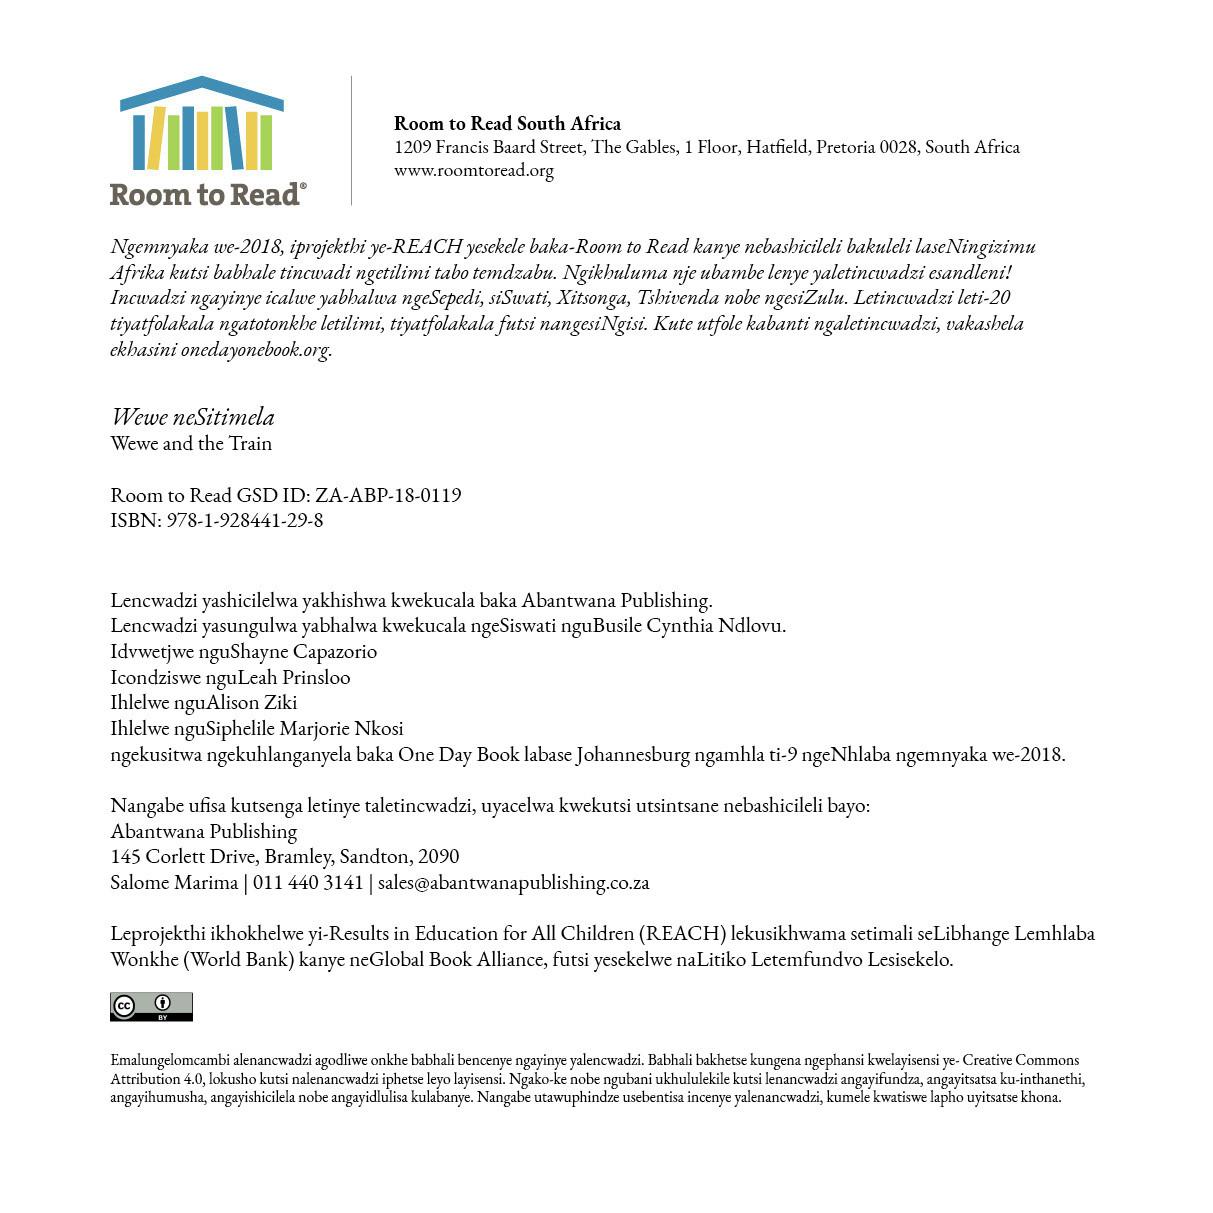 Room to Read®
Room to Read South Africa
1209 Francis Baard Street, The Gables, 1 Floor, Hatfield, Pretoria 0028, South Africa
www.roomtoread.org
Ngemnyaka we-2018, iprojekthi ye-REACH yesekele baka-Room to Read kanye nebashicileli bakuleli laseNingizimu
Afrika kutsi babhale tincwadi ngetilimi tabo temdzabu. Ngikhuluma nje ubambe lenye yaletincwadzi esandleni!
Incwadzi ngayinye icalwe yabhalwa ngeSepedi, siSwati, Xitsonga, Tshivenda nobe ngesiZulu. Letincwadzi leti-20
tiyatfolakala ngatotonkhe letilimi, tiyatfolakala futsi nangesiNgisi. Kute utfole kabanti ngaletincwadzi, vakashela
ekhasini onedayonebook.org.
Wewe neSitimela
Wewe and the Train
Room to Read GSD ID: ZA-ABP-18-0119
ISBN: 978-1-928441-29-8
Lencwadzi yashicilelwa yakhishwa kwekucala baka Abantwana Publishing.
Lencwadzi yasungulwa yabhalwa kwekucala ngeSiswati nguBusile Cynthia Ndlovu.
Idvwetjwe nguShayne Capazorio
Icondziswe nguLeah Prinsloo
Ihlelwe nguAlison Ziki
Ihlelwe nguSiphelile Marjorie Nkosi
ngekusitwa ngekuhlanganyela baka One Day Book labase Johannesburg ngamhla ti-9 ngeNhlaba ngemnyaka we-2018.
Nangabe ufisa kutsenga letinye taletincwadzi, uyacelwa kwekutsi utsintsane nebashicileli bayo:
Abantwana Publishing
145 Corlett Drive, Bramley, Sandton, 2090
Salome Marima | 011 440 3141 | sales@abantwanapublishing.co.za
Leprojekthi ikhokhelwe yi-Results in Education for All Children (REACH) lekusikhwama setimali seLibhange Lemhlaba
Wonkhe (World Bank) kanye neGlobal Book Alliance, futsi yesekelwe naLitiko Letemfundvo Lesisekelo.
cc BY
Emalungelomcambi alenancwadzi agodliwe onkhe babhali bencenye ngayinye yalencwadzi. Babhali bakhetse kungena ngephansi kwelayisensi ye- Creative Commons
Attribution 4.0, lokusho kutsi nalenancwadzi iphetse leyo layisensi. Ngako-ke nobe ngubani ukhululekile kutsi lenancwadzi angayifundza, angayitsatsa ku-inthanethi,
angayihumusha, angayishicilela nobe angayidlulisa kulabanye. Nangabe utawuphindze usebentisa incenye yalenancwadzi, kumele kwatiswe lapho uyitsatse khona.